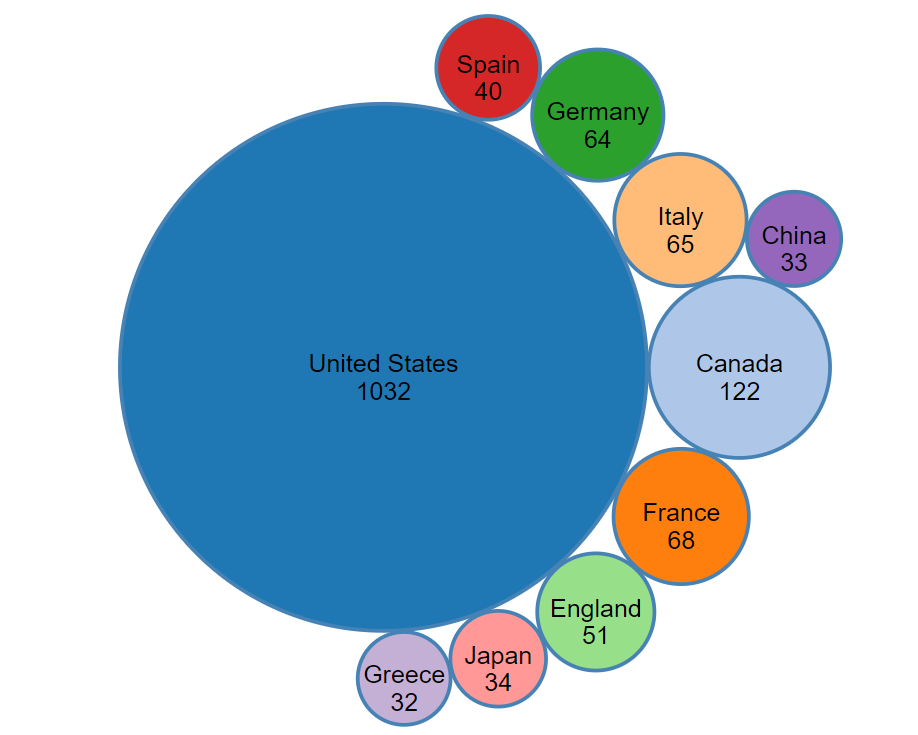 Spain
40
Germany
64
Italy
65
China
33
United States
1032
Canada
122
France
68
England
51
Japan
34
Greece
32